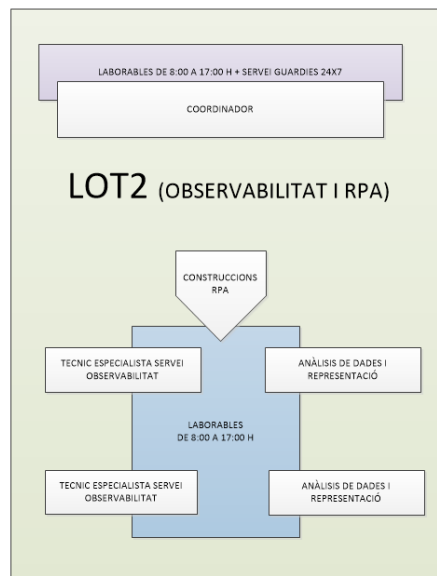 LABORABLES DE 8:00 A 17:00 H + SERVEI GUARDIES 24X7
COORDINADOR
LOT2 (OBSERVABILITAT I RPA)
CONSTRUCCIONS
RPA
TECNIC ESPECIALISTA SERVEI
OBSERVABILITAT
ANÀLISIS DE DADES I
REPRESENTACIÓ
LABORABLES
DE 8:00 A 17:00 H
TECNIC ESPECIALISTA SERVEI
OBSERVABILITAT
ANÀLISIS DE DADES I
REPRESENTACIÓ